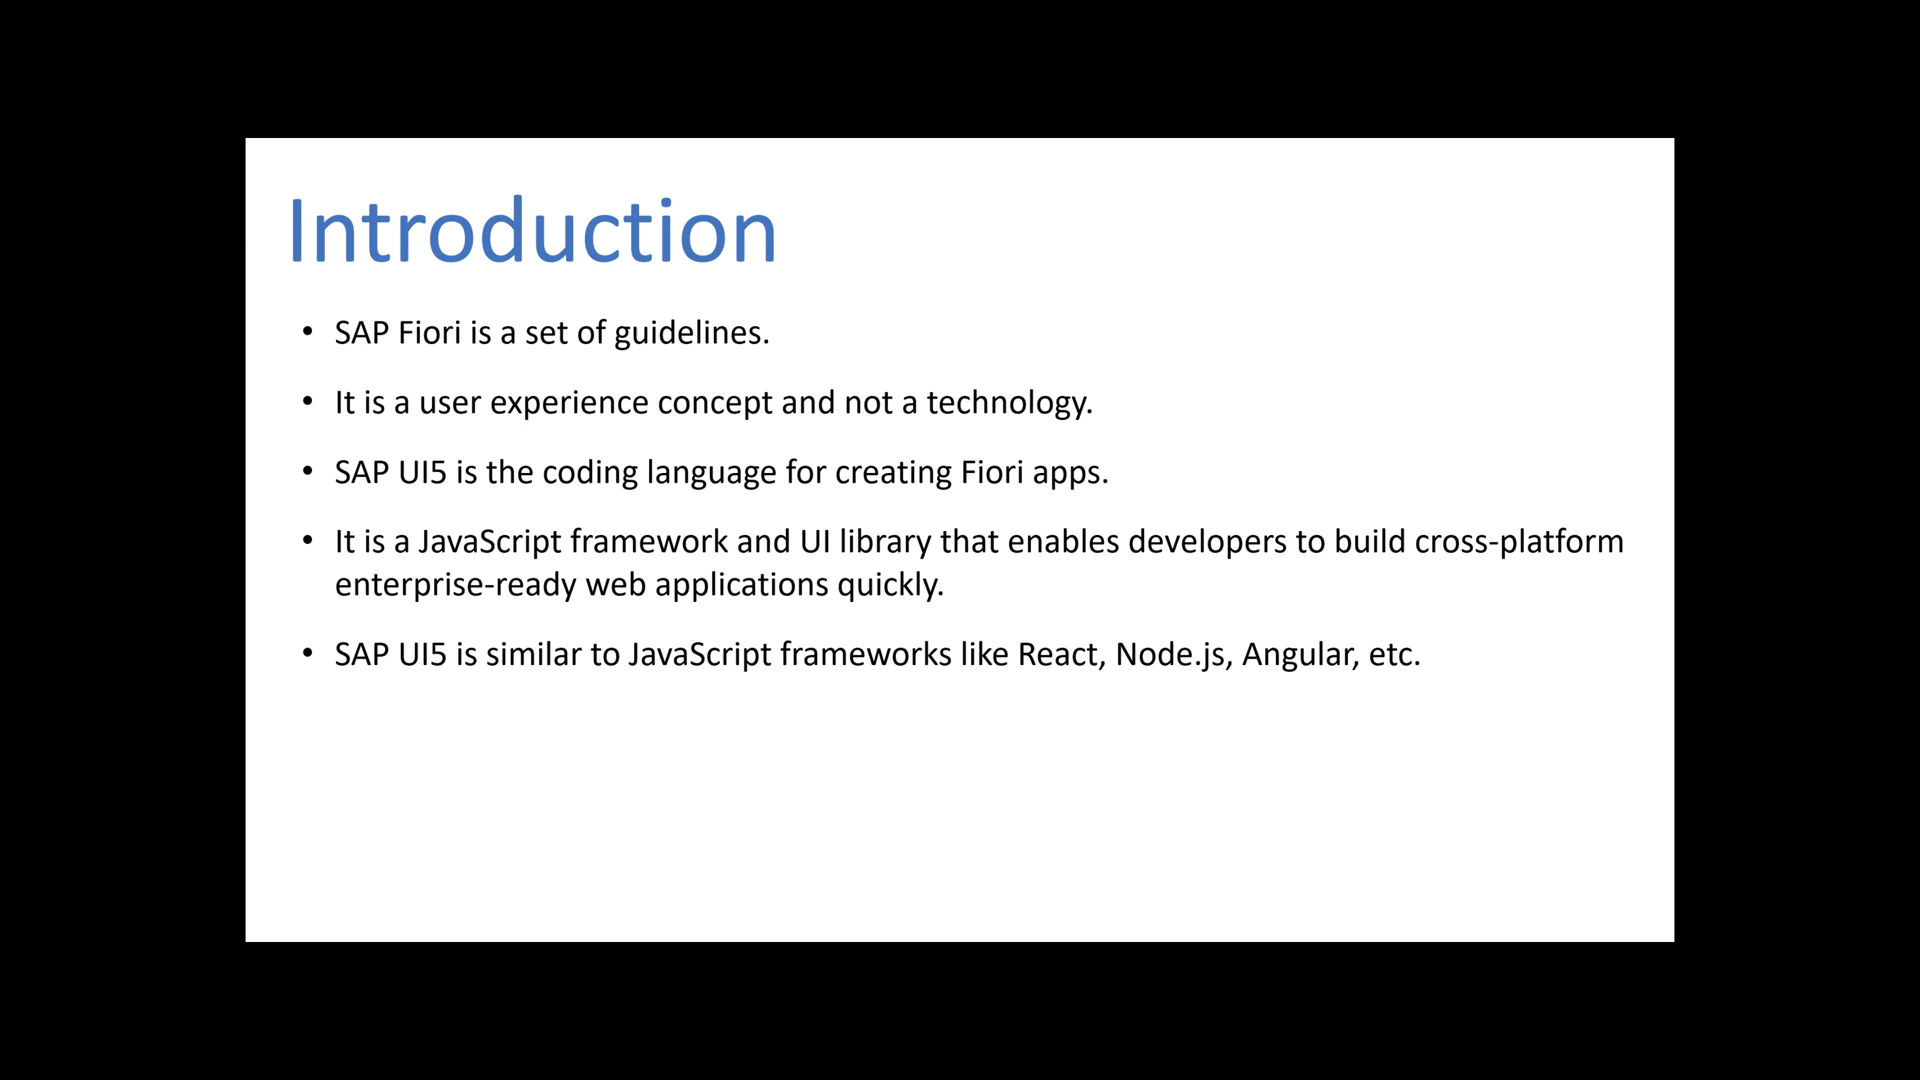 Introduction
• SAP Fiori is a set of guidelines.
• It is a user experience concept and not a technology.
• SAP UI5 is the coding language for creating Fiori apps.
• It is a JavaScript framework and UI library that enables developers to build cross-platform
enterprise-ready web applications quickly.
• SAP UI5 is similar to JavaScript frameworks like React, Node.js, Angular, etc.